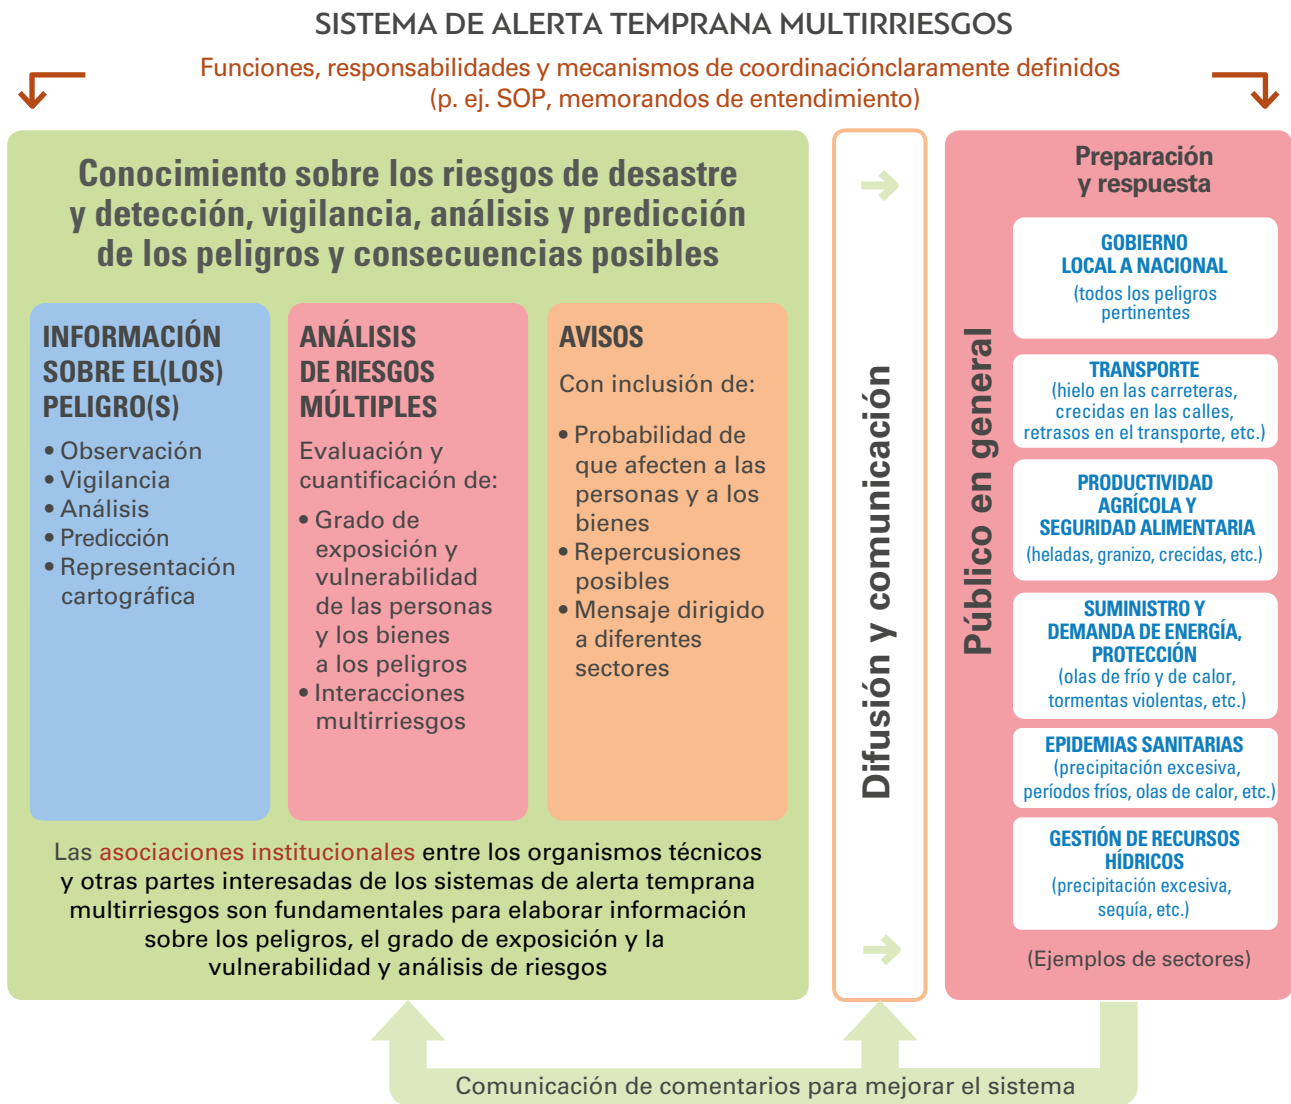 SISTEMA DE ALERTA TEMPRANA MULTIRRIESGOS
Funciones, responsabilidades y mecanismos de coordinaciónclaramente definidos
(p. ej. SOP, memorandos de entendimiento)
Conocimiento sobre los riesgos de desastre
y detección, vigilancia, análisis y predicción
de los peligros y consecuencias posibles
INFORMACIÓN
SOBRE EL(LOS)
PELIGRO(S)
• Observación
• Vigilancia
• Análisis
• Predicción
• Representación
cartográfica
ANÁLISIS
DE RIESGOS
MÚLTIPLES
Evaluación y
cuantificación de:
• Grado de
exposición y
vulnerabilidad
de las personas
y los bienes
a los peligros
• Interacciones
multirriesgos
AVISOS
Con inclusión de:
• Probabilidad de
que afecten a las
personas y a los
bienes
• Repercusiones
posibles
• Mensaje dirigido
a diferentes
sectores
Las asociaciones institucionales entre los organismos técnicos
y otras partes interesadas de los sistemas de alerta temprana
multirriesgos son fundamentales para elaborar información
sobre los peligros, el grado de exposición y la
vulnerabilidad y análisis de riesgos
Difusión y comunicación
Preparación
y respuesta
Público en general
GOBIERNO
LOCAL A NACIONAL
(todos los peligros
pertinentes
TRANSPORTE
(hielo en las carreteras,
crecidas en las calles,
retrasos en el transporte, etc.)
PRODUCTIVIDAD
AGRÍCOLA Y
SEGURIDAD ALIMENTARIA
(heladas, granizo, crecidas, etc.)
SUMINISTRO Y
DEMANDA DE ENERGÍA,
PROTECCIÓN
(olas de frío y de calor,
tormentas violentas, etc.)
EPIDEMIAS SANITARIAS
(precipitación excesiva,
períodos fríos, olas de calor, etc.)
GESTIÓN DE RECURSOS
HÍDRICOS
(precipitación excesiva,
sequía, etc.)
(Ejemplos de sectores)
Comunicación de comentarios para mejorar el sistema